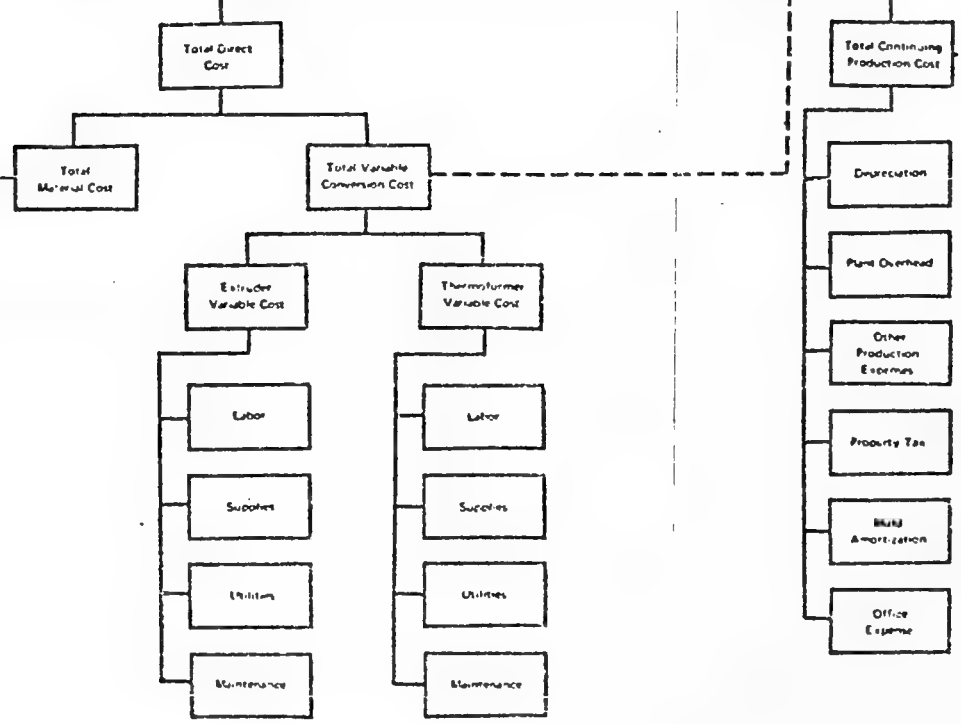 Total Direct
Cost
Total Continuing
Production Cost
Total
Material Cost
Total Variable
Conversion Cost
Depreciation
Plant Overhead
Extruder
Variable Cost
Thermoformer
Variable Cost
Other
Production
Expenses
Labor
Labor
Property Tax
Supplies
Supplies
Mold
Amortization
Utilities
Utilities
Office
Expense
Maintenance
Maintenance